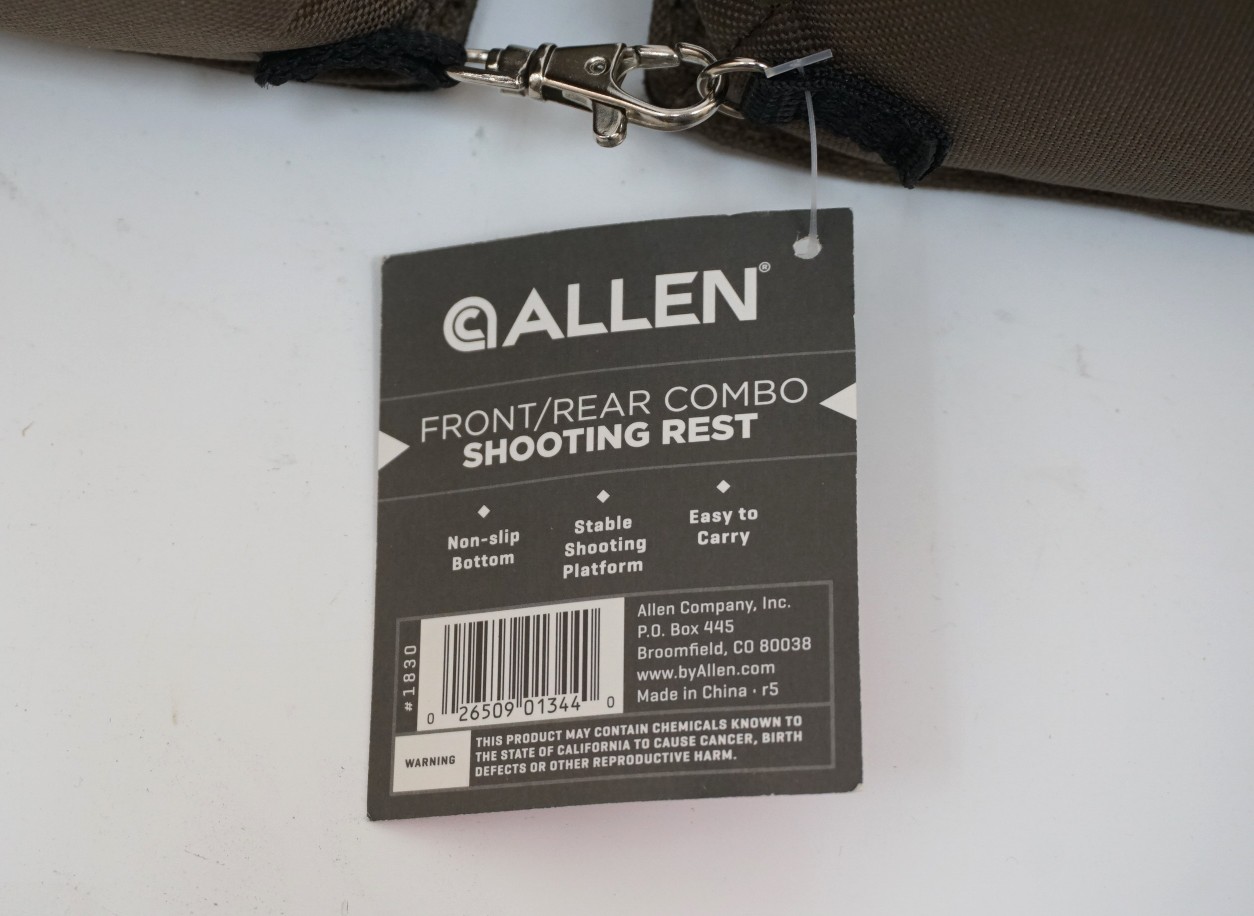 ALLEN®
FRONT/REAR COMBO
SHOOTING REST
Non-slip
Bottom
Stable
Shooting
Platform
Easy to
Carry
#1830
0 26509 01344 0
Allen Company, Inc.
P.O. Box 445
Broomfield, CO 80038
www.byAllen.com
Made in China · r5
WARNING
THIS PRODUCT MAY CONTAIN CHEMICALS KNOWN TO
THE STATE OF CALIFORNIA TO CAUSE CANCER, BIRTH
DEFECTS OR OTHER REPRODUCTIVE HARM.